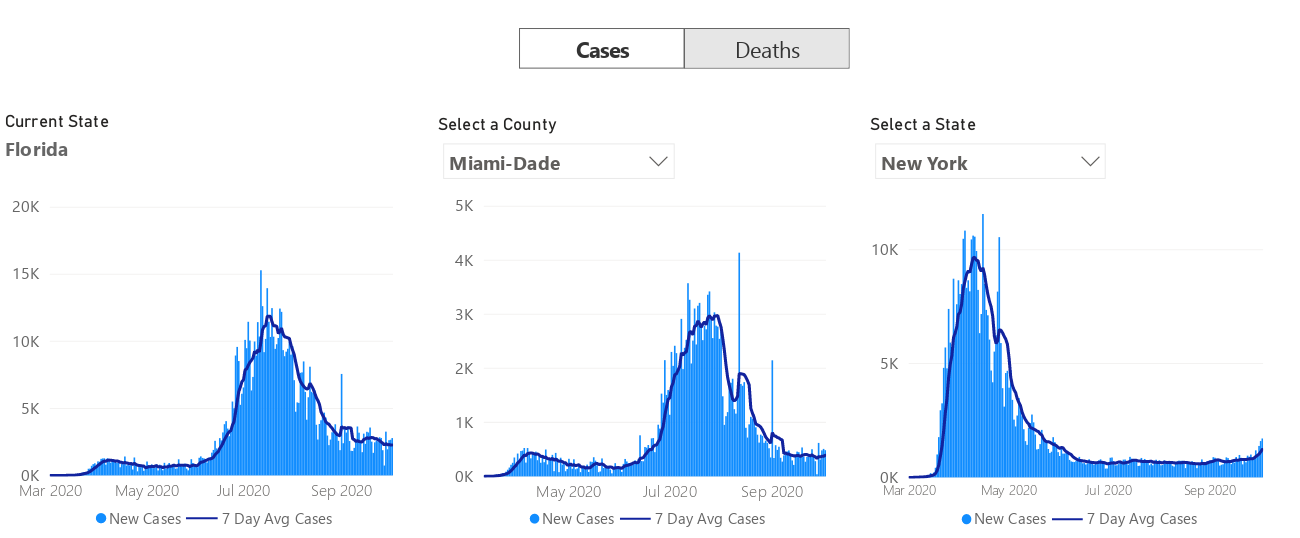 Cases
Deaths
Current State
Florida
20K
15K
10K
5K
0K
Mar 2020
May 2020
Jul 2020
Sep 2020
New Cases
7 Day Avg Cases
Select a County
Miami-Dade
5K
4K
3K
2K
1K
0K
May 2020
Jul 2020
Sep 2020
New Cases
7 Day Avg Cases
Select a State
New York
10K
5K
0K
Mar 2020
May 2020
Jul 2020
Sep 2020
New Cases
7 Day Avg Cases